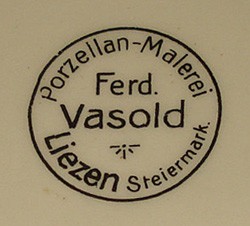 Porzellan-Malerei
Ferd.
Vasold
Liezen Steiermark.